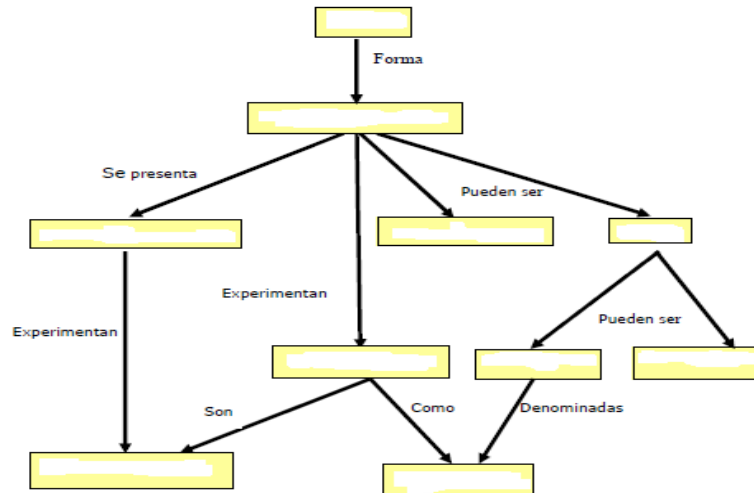 Forma
Se presenta
Pueden ser
Experimentan
Experimentan
Pueden ser
Son
Como
Denominadas